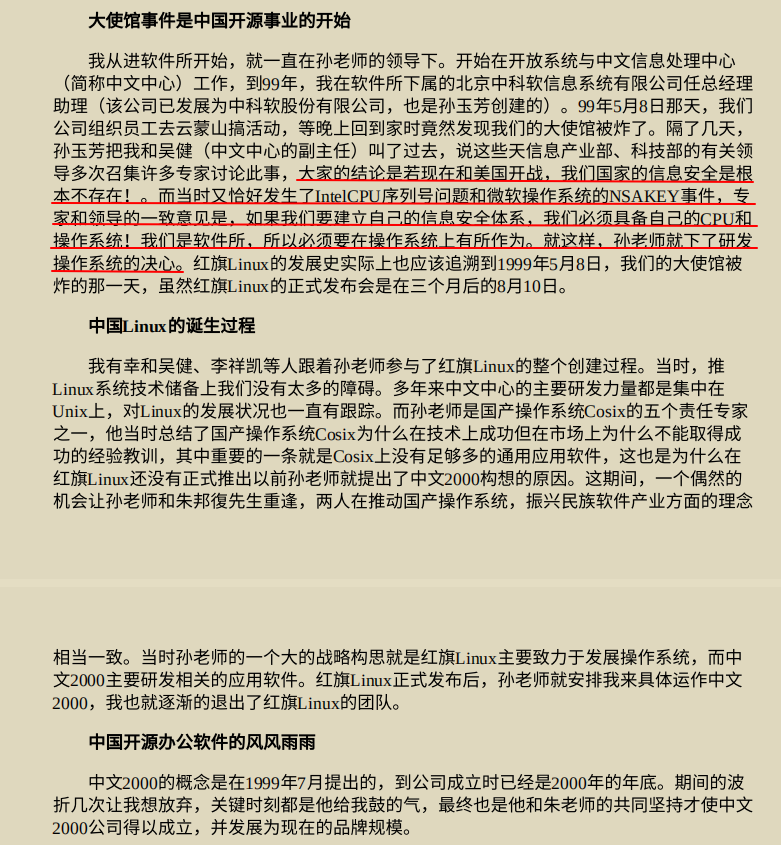 大使馆事件是中国开源事业的开始
我从进软件所开始，就一直在孙老师的领导下。开始在开放系统与中文信息处理中心
（简称中文中心）工作，到99年，我在软件所下属的北京中科软信息系统有限公司任总经理
助理（该公司已发展为中科软股份有限公司，也是孙玉芳创建的）。99年5月8日那天，我们
公司组织员工去云蒙山搞活动，等晚上回到家时竟然发现我们的大使馆被炸了。隔了几天，
孙玉芳把我和吴健（中文中心的副主任）叫了过去，说这些天信息产业部、科技部的有关领
导多次召集许多专家讨论此事，大家的结论是若现在和美国开战，我们国家的信息安全是根
本不存在！。而当时又恰好发生了IntelCPU序列号问题和微软操作系统的NSAKEY事件，专
家和领导的一致意见是，如果我们要建立自己的信息安全体系，我们必须具备自己的CPU和
操作系统！我们是软件所，所以必须要在操作系统上有所作为。就这样，孙老师就下了研发
操作系统的决心。红旗Linux的发展史实际上也应该追溯到1999年5月8日，我们的大使馆被
炸的那一天，虽然红旗Linux的正式发布会是在三个月后的8月10日。
中国Linux的诞生过程
我有幸和吴健、李祥凯等人跟着孙老师参与了红旗Linux的整个创建过程。当时，推
Linux系统技术储备上我们没有太多的障碍。多年来中文中心的主要研发力量都是集中在
Unix上，对Linux的发展状况也一直有跟踪。而孙老师是国产操作系统Cosix的五个责任专家
之一，他当时总结了国产操作系统Cosix为什么在技术上成功但在市场上为什么不能取得成
功的经验教训，其中重要的一条就是Cosix上没有足够多的通用应用软件，这也是为什么在
红旗Linux还没有正式推出以前孙老师就提出了中文2000构想的原因。这期间，一个偶然的
机会让孙老师和朱邦復先生重逢，两人在推动国产操作系统，振兴民族软件产业方面的理念
相当一致。当时孙老师的一个大的战略构思就是红旗Linux主要致力于发展操作系统，而中
文2000主要研发相关的应用软件。红旗Linux正式发布后，孙老师就安排我来具体运作中文
2000，我也就逐渐的退出了红旗Linux的团队。
中国开源办公软件的风风雨雨
中文2000的概念是在1999年7月提出的，到公司成立时已经是2000年的年底。期间的波
折几次让我想放弃，关键时刻都是他给我鼓的气，最终也是他和朱老师的共同坚持才使中文
2000公司得以成立，并发展为现在的品牌规模。